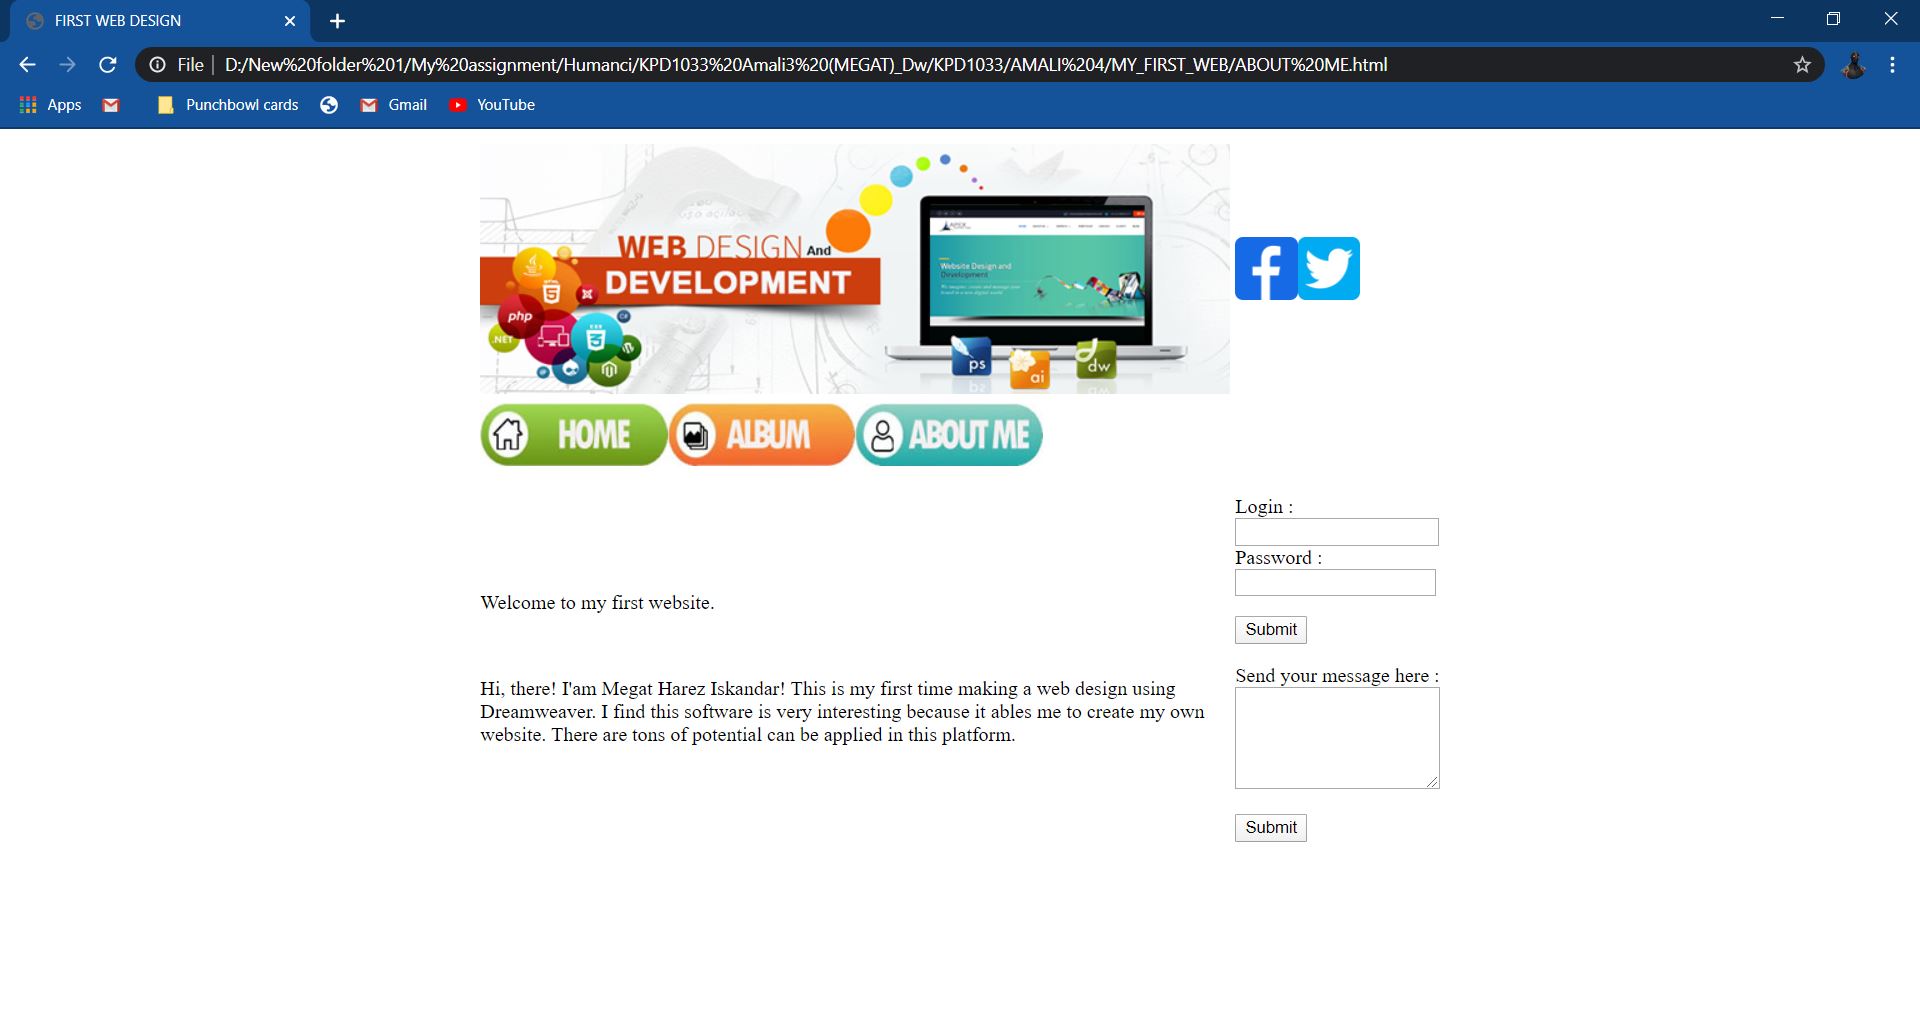 FIRST WEB DESIGN
File
D:/New%20folder%201/My%20assignment/Humanci/KPD1033%20Amali3%20(MEGAT)_Dw/KPD1033/AMALI%204/MY_FIRST_WEB/ABOUT%20ME.html
Apps
Punchbowl cards
Gmail
YouTube
WEB DESIGN And
DEVELOPMENT
php
.NET
Website Design and
Development
ps
ai
dw
HOME
ALBUM
ABOUT ME
Login :
Password :
Submit
Welcome to my first website.
Send your message here :
Hi, there! I'am Megat Harez Iskandar! This is my first time making a web design using
Dreamweaver. I find this software is very interesting because it ables me to create my own
website. There are tons of potential can be applied in this platform.
Submit